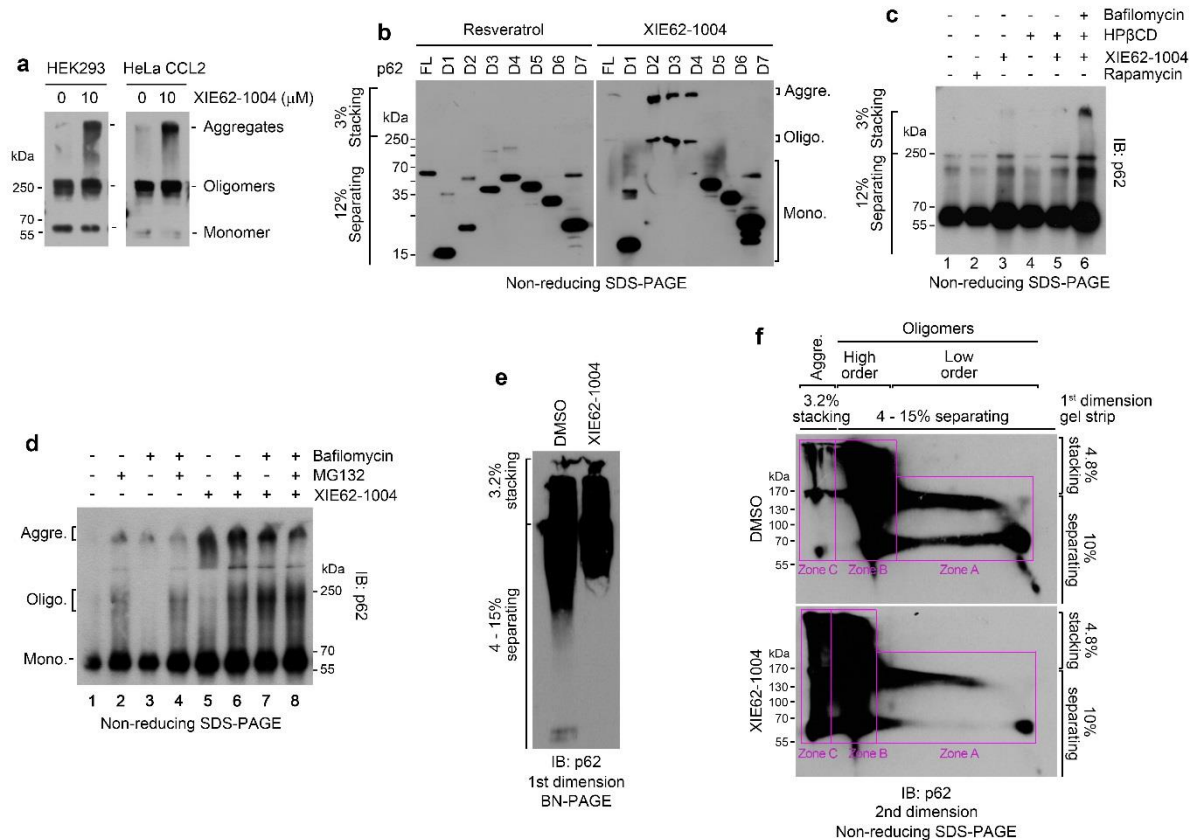 a
HEK293 HeLa CCL2
0 10 0 10 XIE62-1004 (µM)
kDa
Aggregates
250
Oligomers
70
55
Monomer
b
Resveratrol XIE62-1004
p62 FL D1 D2 D3 D4 D5 D6 D7 FL D1 D2 D3 D4 D5 D6 D7
3% Stacking
12% Separating
kDa
250
70
35
15
Aggre.
Oligo.
Mono.
Non-reducing SDS-PAGE
c
- - - - - + Bafilomycin
- - - + + + HPβCD
- - + - + + XIE62-1004
- + - - - - Rapamycin
3% Stacking
12% Separating
kDa
250
70
55
IB: p62
1 2 3 4 5 6
Non-reducing SDS-PAGE
d
- - + + - - + + Bafilomycin
- + - + - + - + MG132
- - - - + + + + XIE62-1004
Aggre.
Oligo.
Mono.
kDa
250
70
55
IB: p62
1 2 3 4 5 6 7 8
Non-reducing SDS-PAGE
e
DMSO XIE62-1004
3.2% stacking
4 - 15% separating
IB: p62
1st dimension
BN-PAGE
f
Oligomers
Aggre. High order Low order
3.2% stacking 4 - 15% separating 1st dimension gel strip
kDa
170
130
100
70
55
DMSO
Zone C Zone B Zone A
4.8% stacking
10% separating
kDa
170
130
100
70
55
XIE62-1004
Zone C Zone B Zone A
4.8% stacking
10% separating
IB: p62
2nd dimension
Non-reducing SDS-PAGE